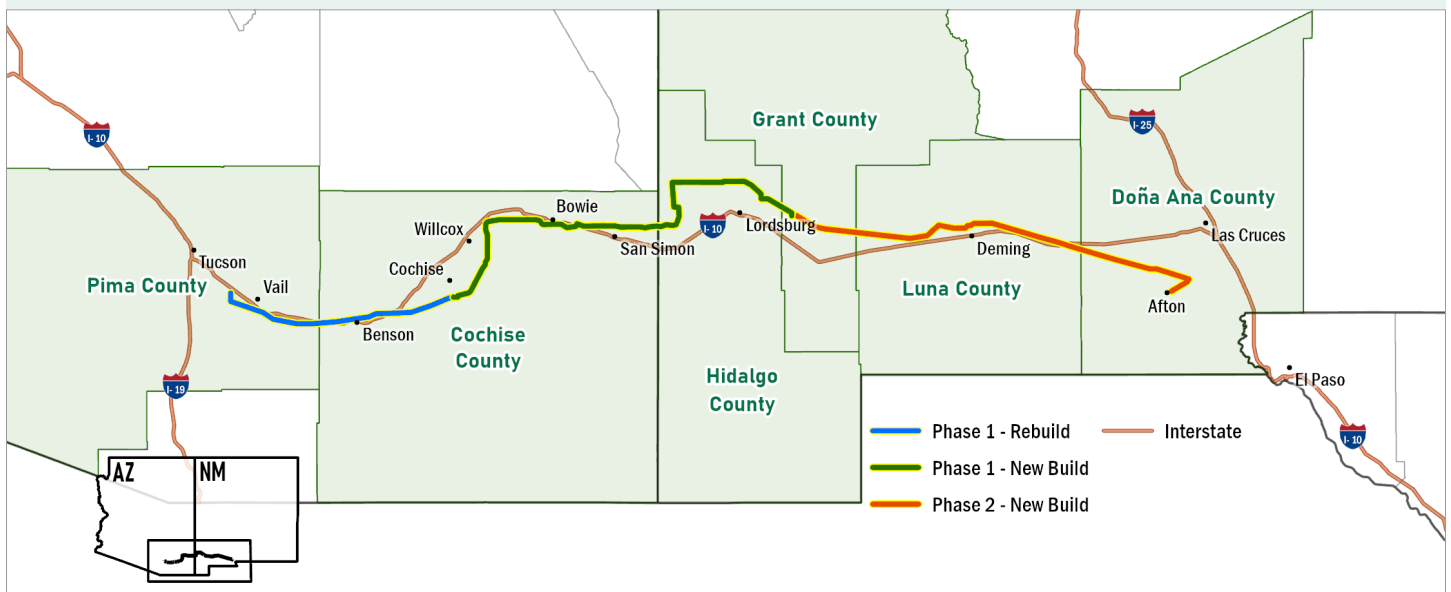 Grant County
I-10
I-25
Doña Ana County
Bowie
Willcox
I-10
Lordsburg
Las Cruces
San Simon
Deming
Tucson
Cochise
Pima County
Vail
Luna County
Afton
Benson
Cochise
County
Hidalgo
County
I-19
El Paso
Phase 1 - Rebuild
Interstate
I-10
Phase 1 - New Build
AZ
NM
Phase 2 - New Build